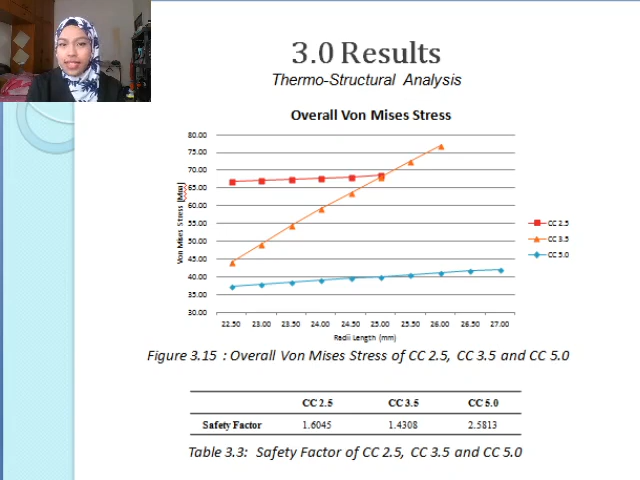 3.0 Results
Thermo-Structural Analysis
Overall Von Mises Stress
80.00
75.00
70.00
65.00
60.00
55.00
50.00
45.00
40.00
35.00
30.00
Von Mises Stress (Mpa)
22.50 23.00 23.50 24.00 24.50 25.00 25.50 26.00 26.50 27.00
Radii Length (mm)
CC 2.5
CC 3.5
CC 5.0
Figure 3.15 : Overall Von Mises Stress of CC 2.5, CC 3.5 and CC 5.0
CC 2.5 CC 3.5 CC 5.0
Safety Factor 1.6045 1.4308 2.5813
Table 3.3: Safety Factor of CC 2.5, CC 3.5 and CC 5.0